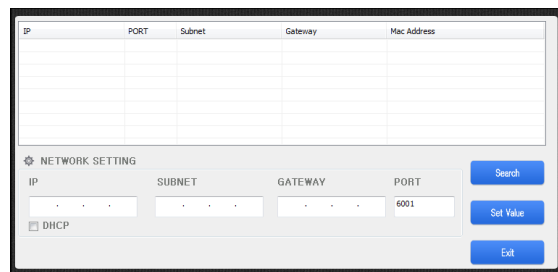 IP PORT Subnet Gateway Mac Address
NETWORK SETTING
IP SUBNET GATEWAY PORT
. . . . . . . . . 6001
DHCP
Search
Set Value
Exit